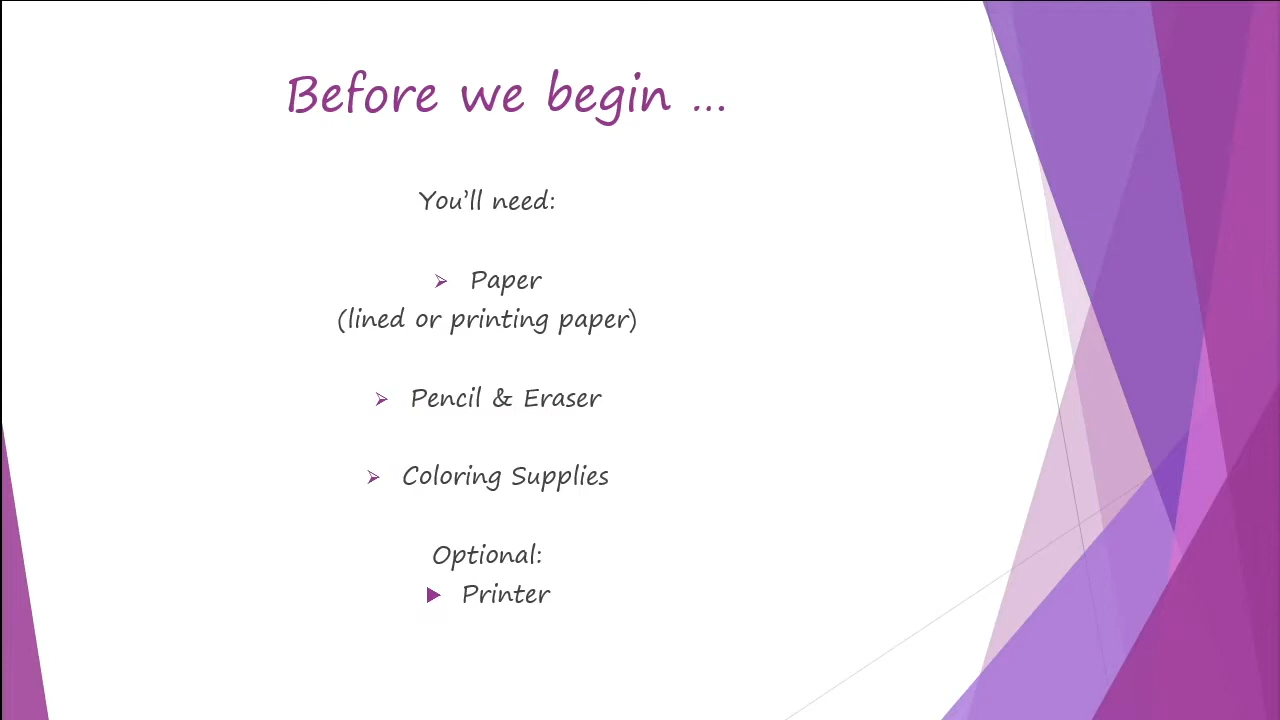 Before we begin ...
You'll need:
➢ Paper
(lined or printing paper)
➢ Pencil & Eraser
➢ Coloring Supplies
Optional:
▶ Printer